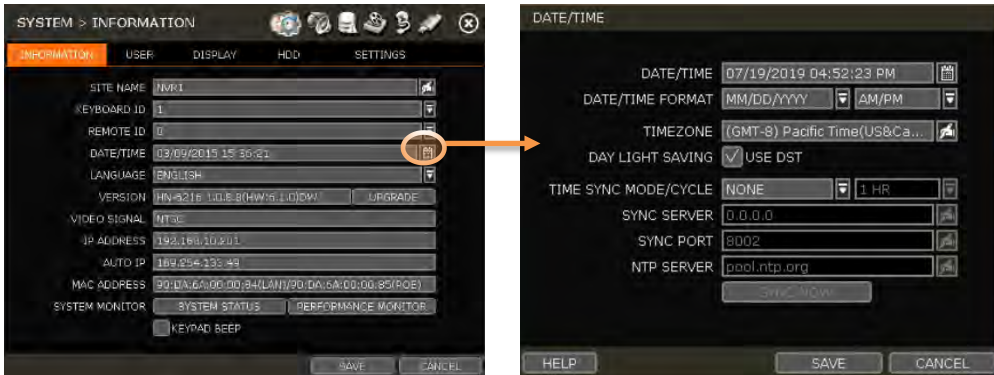 SYSTEM > INFORMATION
INFORMATION USER DISPLAY HDD SETTINGS
SITE NAME NVR1
KEYBOARD ID 1
REMOTE ID 0
DATE/TIME 03/09/2015 15:36:21
LANGUAGE ENGLISH
VERSION UPGRADE
VIDEO SIGNAL NTSC
IP ADDRESS
AUTO IP 169.254.133.49
MAC ADDRESS
SYSTEM MONITOR SYSTEM STATUS PERFORMANCE MONITOR
KEYPAD BEEP
SAVE CANCEL
DATE/TIME
DATE/TIME 07/19/2019 04:52:23 PM
DATE/TIME FORMAT MM/DD/YYYY AM/PM
TIMEZONE (GMT-8) Pacific Time(US&Ca...
DAY LIGHT SAVING USE DST
TIME SYNC MODE/CYCLE NONE 1 HR
SYNC SERVER 0.0.0.0
SYNC PORT 8002
NTP SERVER pool.ntp.org
SYNC NOW
HELP SAVE CANCEL